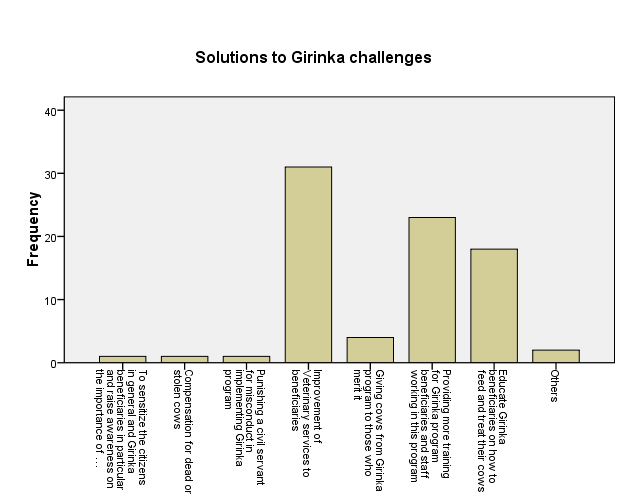 Solutions to Girinka challenges
Frequency
40
30
20
10
0
To sensitize the citizens
in general and Girinka
beneficiaries in particular
and raise awareness on
the importance of ...
Compensation for dead or
stolen cows
Punishing a civil servant
for misconduct in
implementing Girinka
program
Improvement of
Veterinary services to
beneficiaries
Giving cows from Girinka
program to those who
merit it
Providing more training
for Girinka program
beneficiaries and staff
working in this program
Educate Girinka
beneficiaries on how to
feed and treat their cows
Others